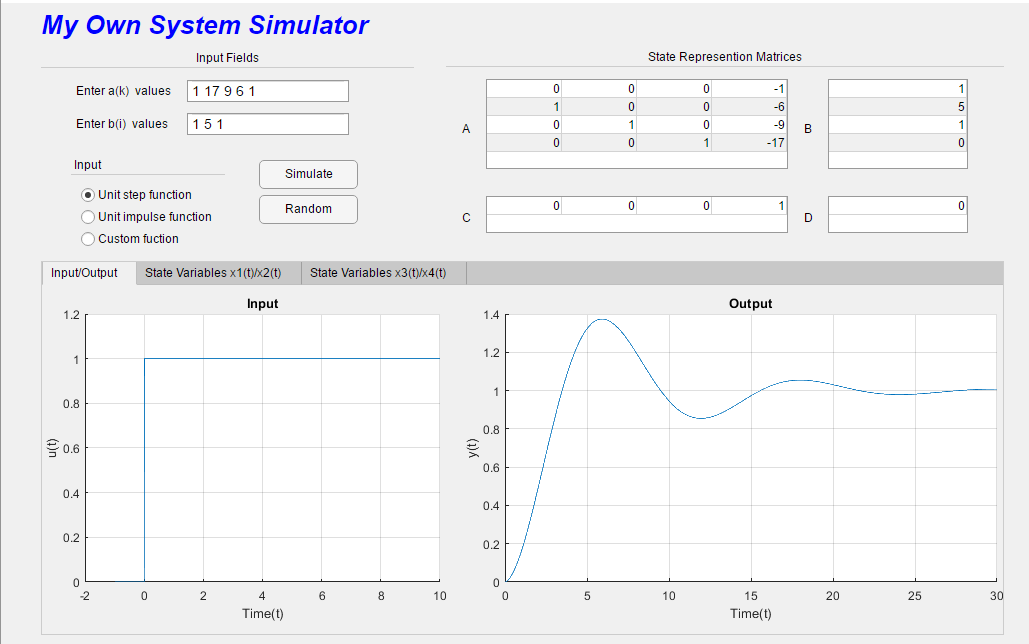 My Own System Simulator
Input Fields
State Represention Matrices
Enter a(k) values
1 17 9 6 1
Enter b(i) values
1 5 1
A
0 0 0 -1
1 0 0 -6
0 1 0 -9
0 0 1 -17
B
1
5
1
0
Input
Simulate
Random
Unit step function
Unit impulse function
Custom fuction
C
0 0 0 1
D
0
Input/Output
State Variables x1(t)/x2(t)
State Variables x3(t)/x4(t)
Input
1.2
1
0.8
0.6
0.4
0.2
0
u(t)
-2 0 2 4 6 8 10
Time(t)
Output
1.4
1.2
1
0.8
0.6
0.4
0.2
0
y(t)
0 5 10 15 20 25 30
Time(t)